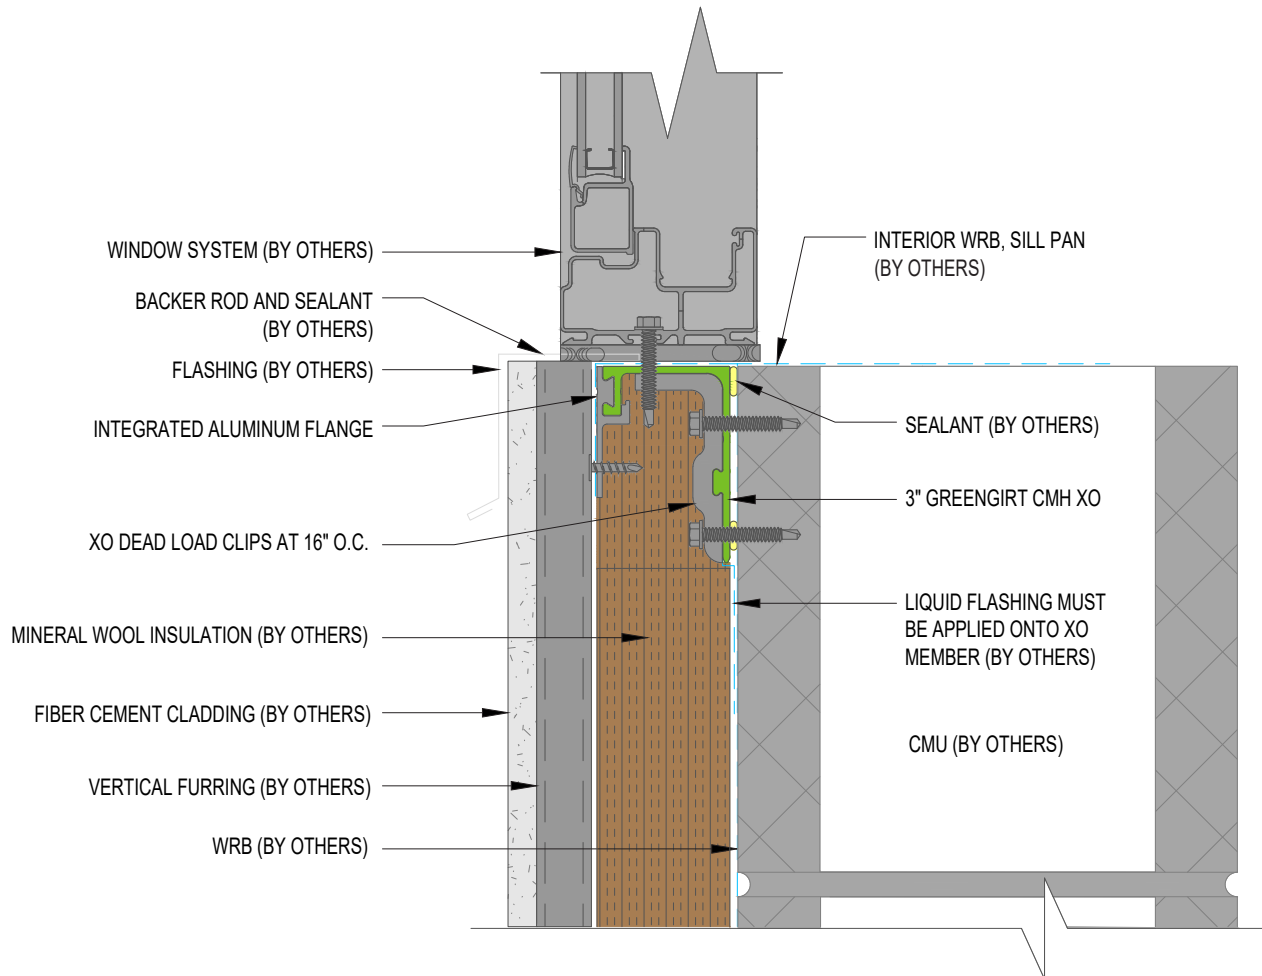 WINDOW SYSTEM (BY OTHERS)
BACKER ROD AND SEALANT
(BY OTHERS)
FLASHING (BY OTHERS)
INTEGRATED ALUMINUM FLANGE
XO DEAD LOAD CLIPS AT 16" O.C.
MINERAL WOOL INSULATION (BY OTHERS)
FIBER CEMENT CLADDING (BY OTHERS)
VERTICAL FURRING (BY OTHERS)
WRB (BY OTHERS)
INTERIOR WRB, SILL PAN
(BY OTHERS)
SEALANT (BY OTHERS)
3" GREENGIRT CMH XO
LIQUID FLASHING MUST
BE APPLIED ONTO XO
MEMBER (BY OTHERS)
CMU (BY OTHERS)